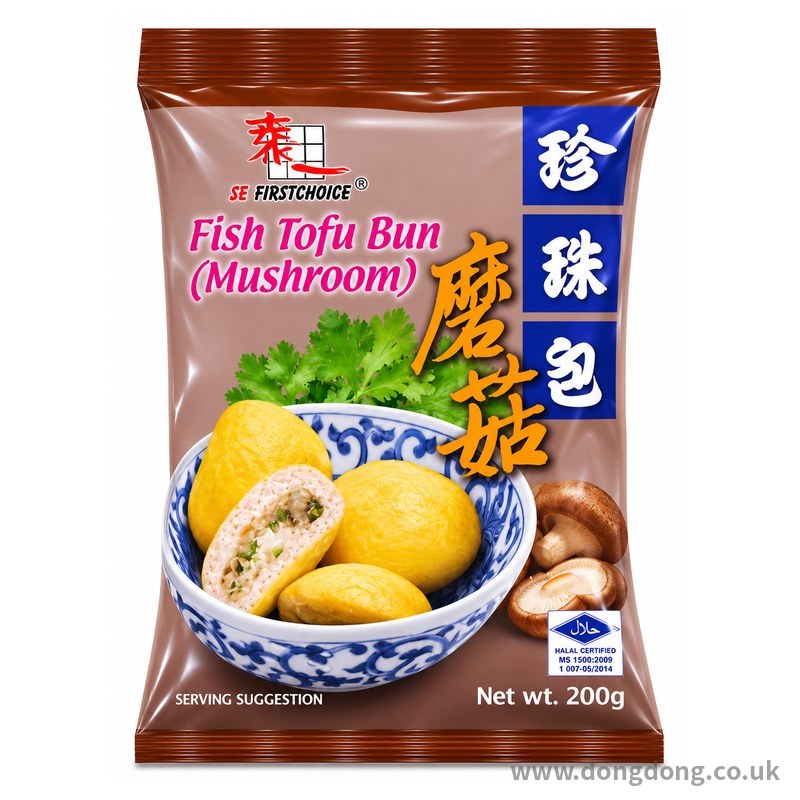 SE FIRSTCHOICE®
Fish Tofu Bun
(Mushroom)
蘑菇
珍珠包
حلال
HALAL CERTIFIED
MS 1500:2009
1 007-05/2014
SERVING SUGGESTION
Net wt. 200g
www.dongdong.co.uk